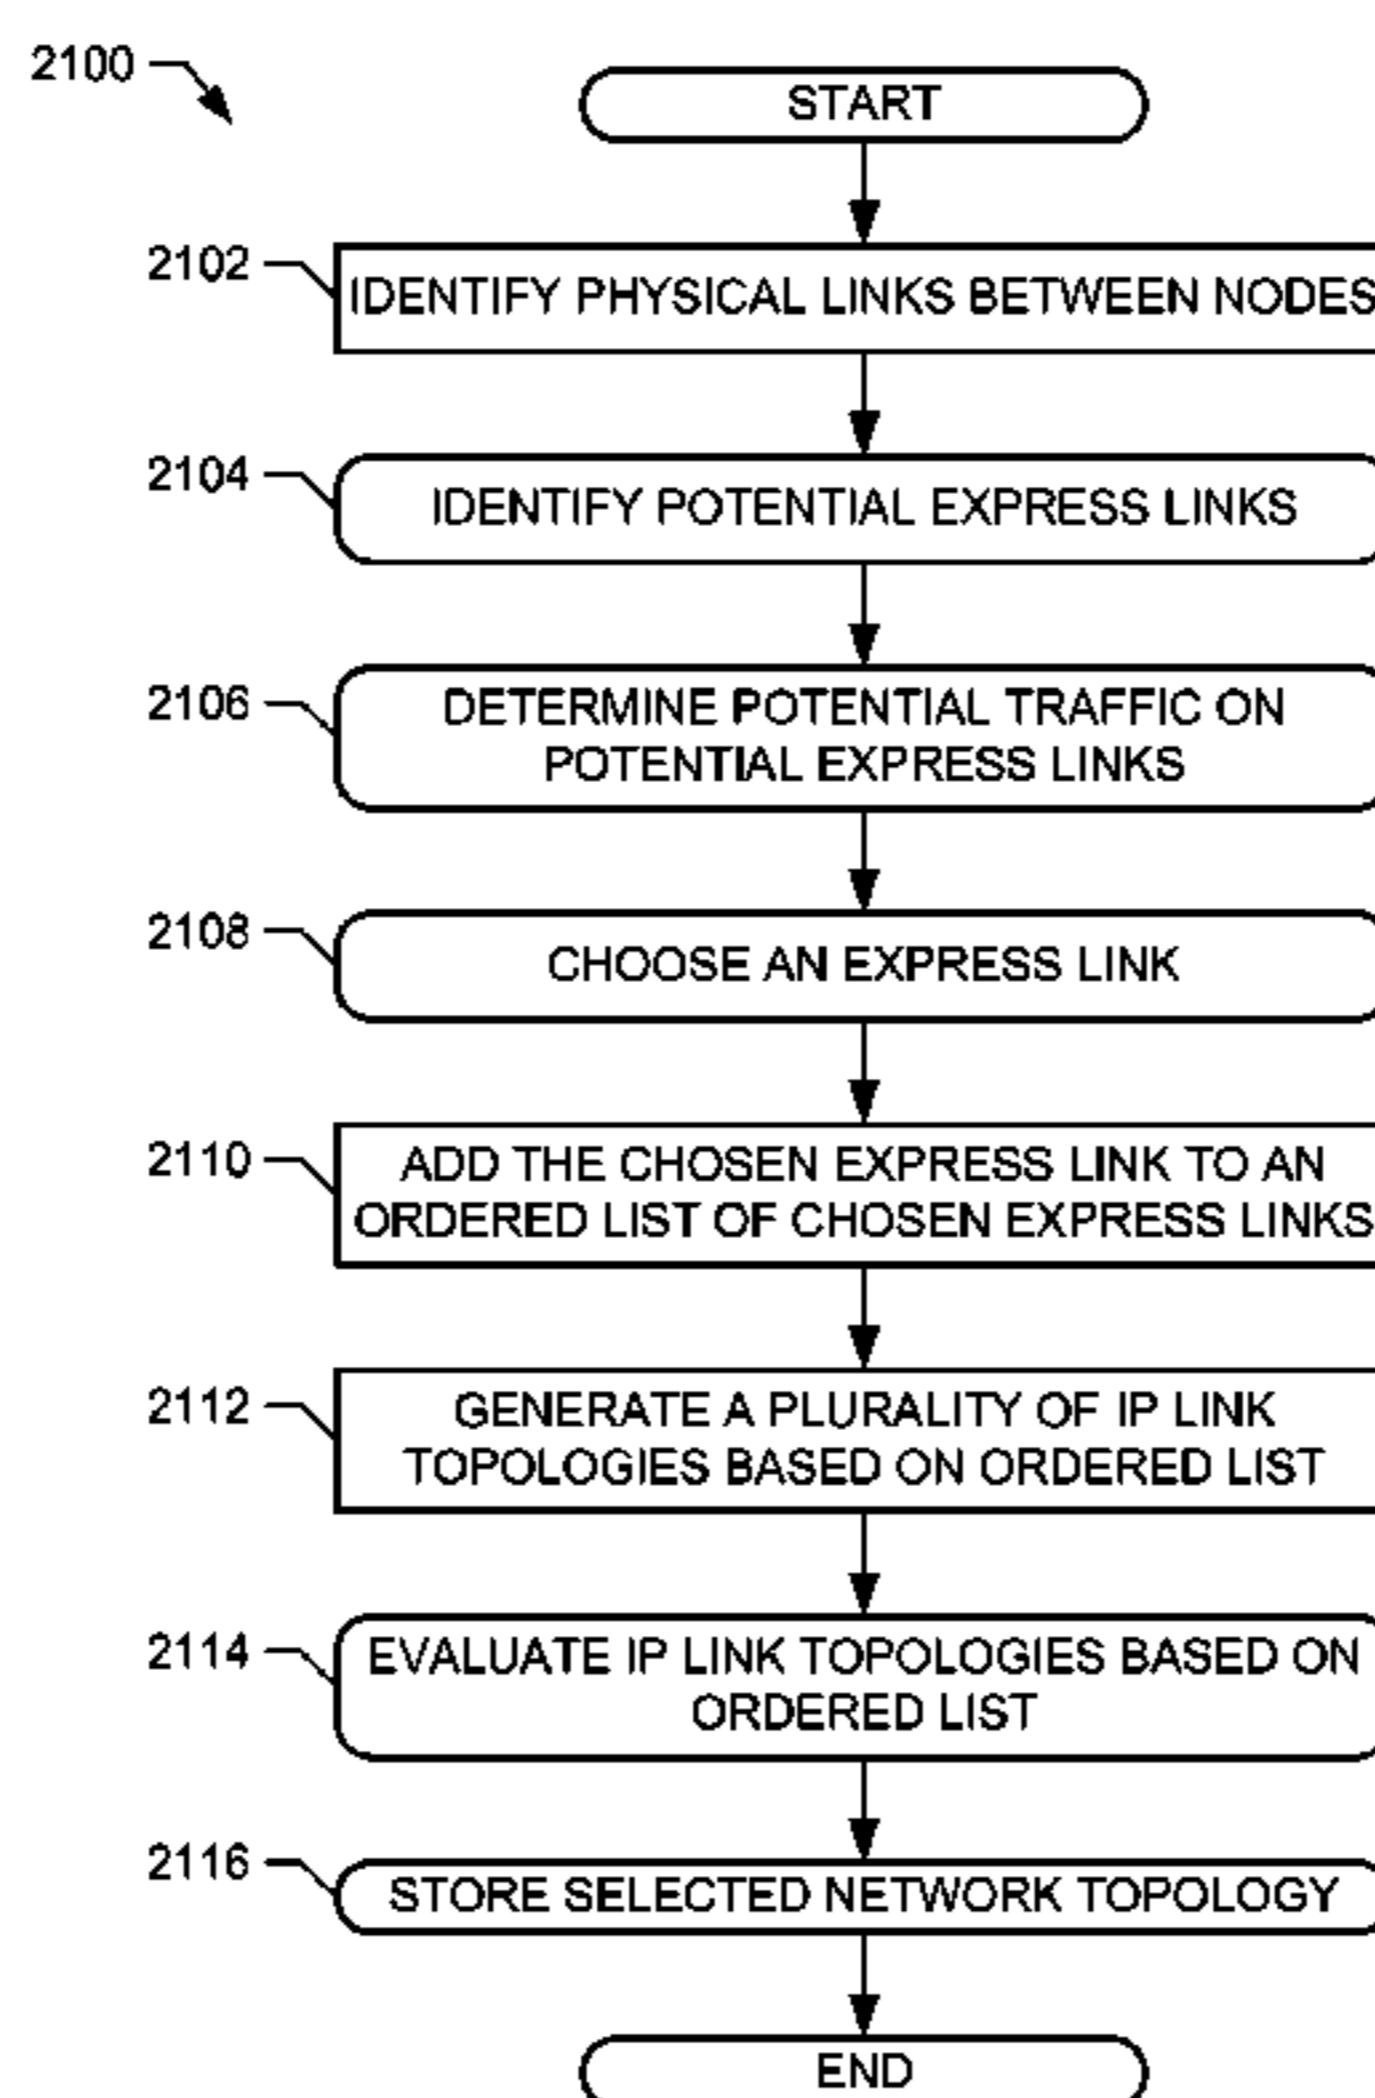 2100
START
2102
IDENTIFY PHYSICAL LINKS BETWEEN NODES
2104
IDENTIFY POTENTIAL EXPRESS LINKS
2106
DETERMINE POTENTIAL TRAFFIC ON
POTENTIAL EXPRESS LINKS
2108
CHOOSE AN EXPRESS LINK
2110
ADD THE CHOSEN EXPRESS LINK TO AN
ORDERED LIST OF CHOSEN EXPRESS LINKS
2112
GENERATE A PLURALITY OF IP LINK
TOPOLOGIES BASED ON ORDERED LIST
2114
EVALUATE IP LINK TOPOLOGIES BASED ON
ORDERED LIST
2116
STORE SELECTED NETWORK TOPOLOGY
END